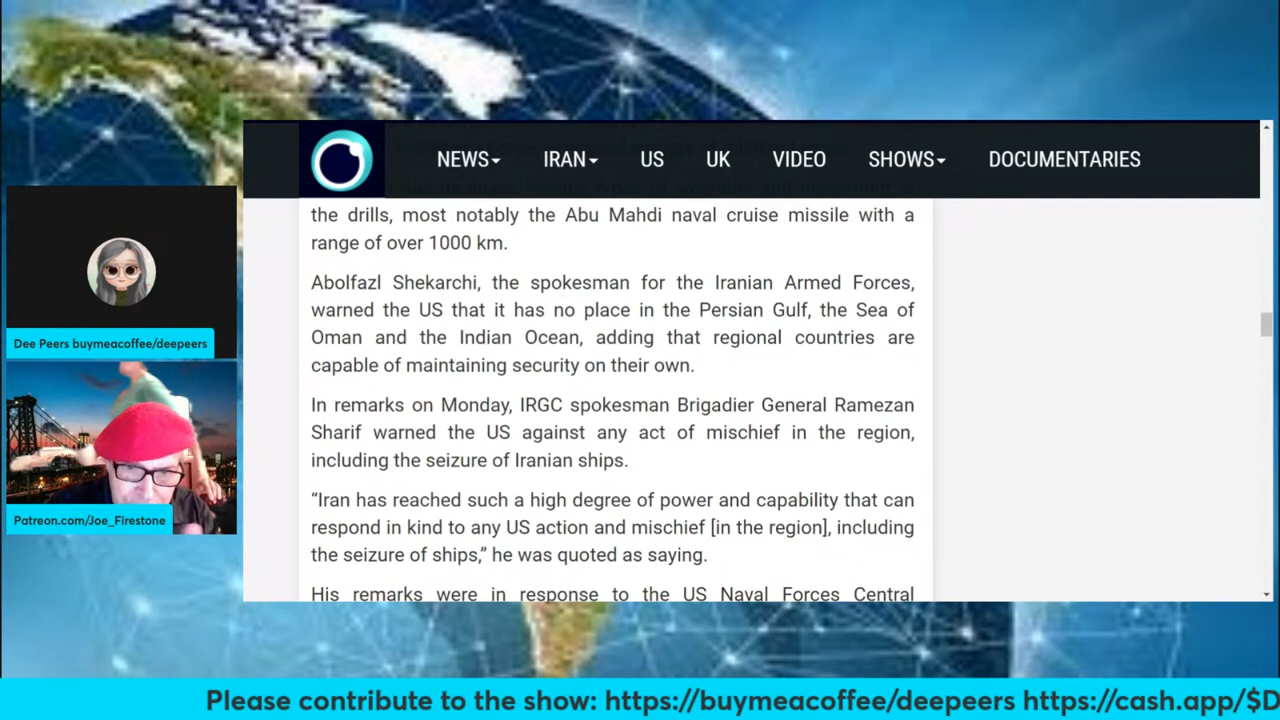 NEWS IRAN US UK VIDEO SHOWS DOCUMENTARIES
the drills, most notably the Abu Mahdi naval cruise missile with a
range of over 1000 km.
Abolfazl Shekarchi, the spokesman for the Iranian Armed Forces,
warned the US that it has no place in the Persian Gulf, the Sea of
Oman and the Indian Ocean, adding that regional countries are
capable of maintaining security on their own.
In remarks on Monday, IRGC spokesman Brigadier General Ramezan
Sharif warned the US against any act of mischief in the region,
including the seizure of Iranian ships.
“Iran has reached such a high degree of power and capability that can
respond in kind to any US action and mischief [in the region], including
the seizure of ships,” he was quoted as saying.
His remarks were in response to the US Naval Forces Central
Dee Peers buymeacoffee/deepeers
Patreon.com/Joe_Firestone
Please contribute to the show: https://buymeacoffee/deepeers https://cash.app/$D